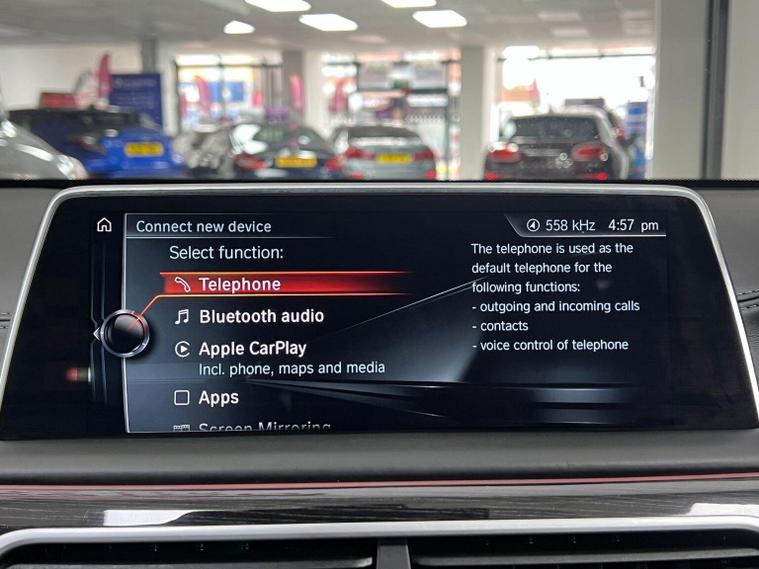 Connect new device
558 kHz 4:57 pm
Select function:
Telephone
Bluetooth audio
Apple CarPlay
Incl. phone, maps and media
Apps
Screen Mirroring
The telephone is used as the
default telephone for the
following functions:
- outgoing and incoming calls
- contacts
- voice control of telephone